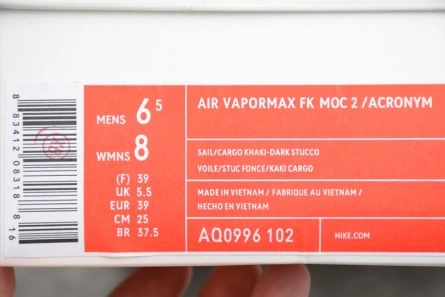 8 83412 08318 8 16
MENS 6.5
WMNS 8
(F) 39
UK 5.5
EUR 39
CM 25
BR 37.5
AIR VAPORMAX FK MOC 2 /ACRONYM
SAIL/CARGO KHAKI-DARK STUCCO
VOILE/STUC FONCE/KAKI CARGO
MADE IN VIETNAM / FABRIQUE AU VIETNAM /
HECHO EN VIETNAM
AQ0996 102
NIKE.COM